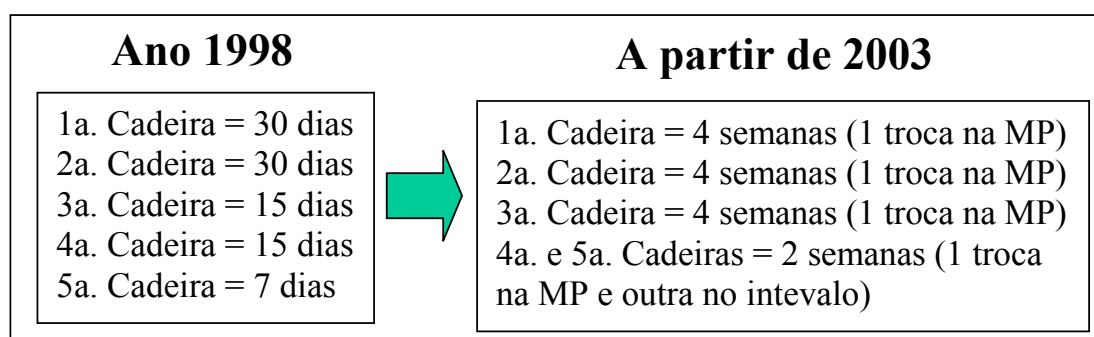 Ano 1998
1a. Cadeira = 30 dias
2a. Cadeira = 30 dias
3a. Cadeira = 15 dias
4a. Cadeira = 15 dias
5a. Cadeira = 7 dias
A partir de 2003
1a. Cadeira = 4 semanas (1 troca na MP)
2a. Cadeira = 4 semanas (1 troca na MP)
3a. Cadeira = 4 semanas (1 troca na MP)
4a. e 5a. Cadeiras = 2 semanas (1 troca
na MP e outra no intevalo)